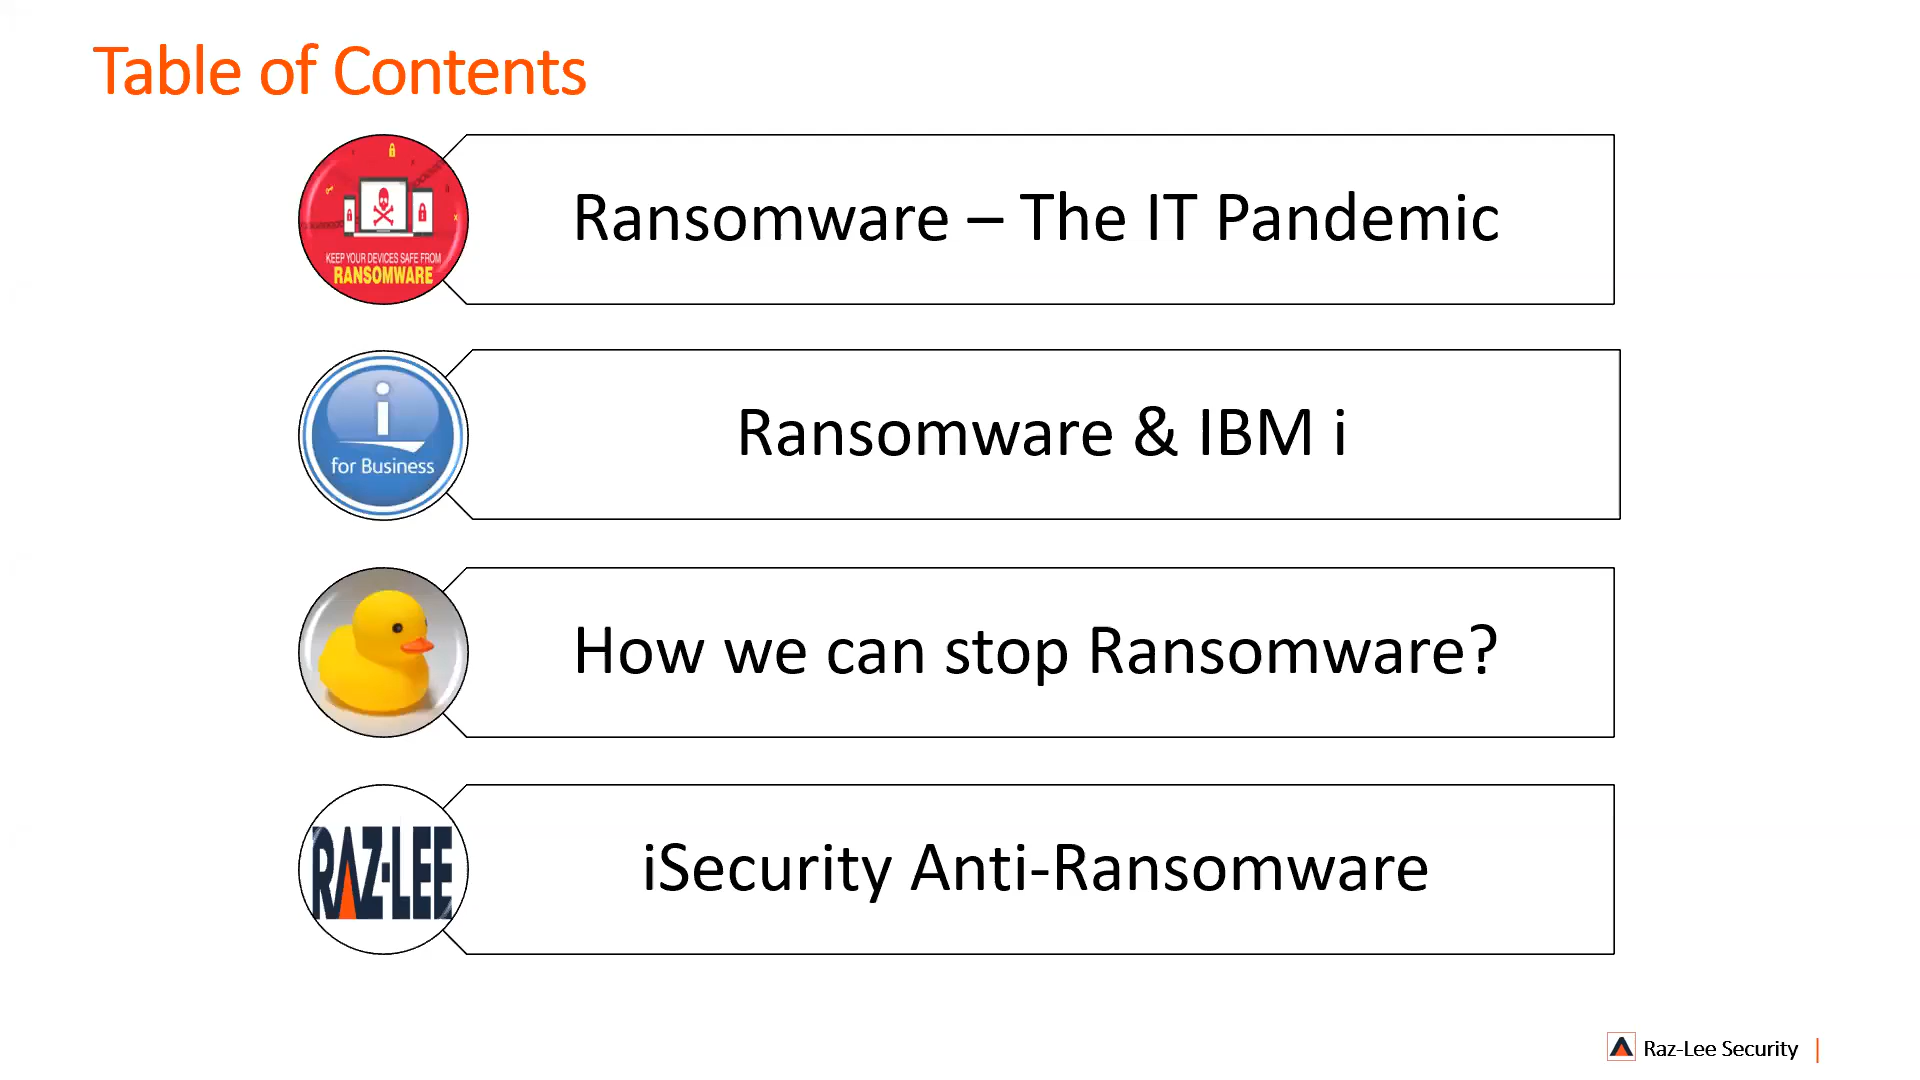 Table of Contents
KEEP YOUR DEVICES SAFE FROM
RANSOMWARE
Ransomware – The IT Pandemic
i
for Business
Ransomware & IBM i
How we can stop Ransomware?
RAZ-LEE
iSecurity Anti-Ransomware
Raz-Lee Security